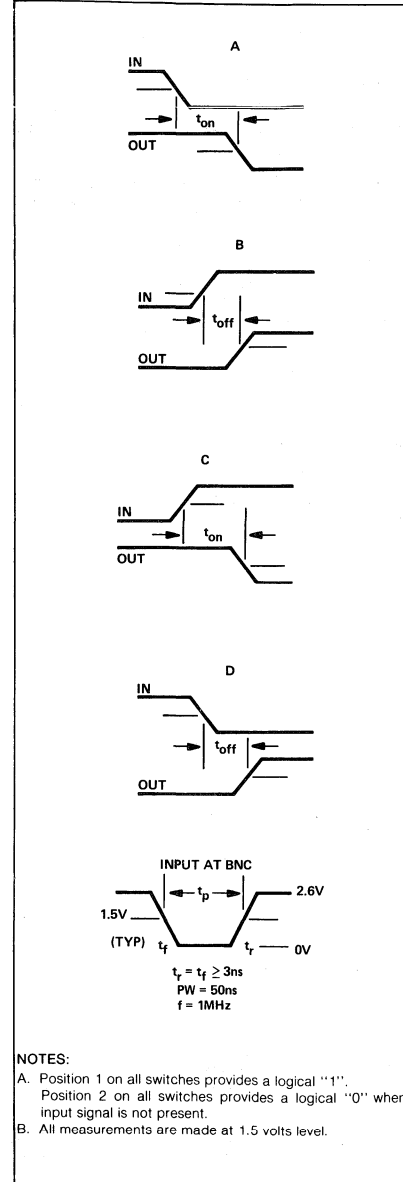 A
IN
t_on
OUT
B
IN
t_off
OUT
C
IN
t_on
OUT
D
IN
t_off
OUT
INPUT AT BNC
t_p
2.6V
1.5V
(TYP) t_f t_r 0V
t_r = t_f ≥ 3ns
PW = 50ns
f = 1MHz
NOTES:
A. Position 1 on all switches provides a logical "1".
Position 2 on all switches provides a logical "0" when
input signal is not present.
B. All measurements are made at 1.5 volts level.